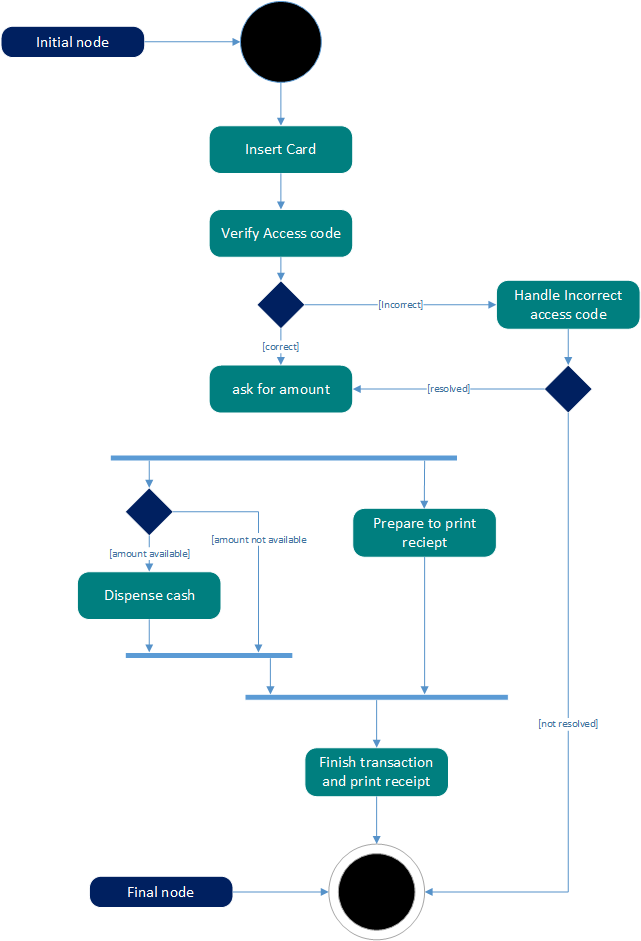 Initial node
Insert Card
Verify Access code
[Incorrect]
Handle Incorrect
access code
[correct]
ask for amount
[resolved]
Prepare to print
reciept
[amount not available
[amount available]
Dispense cash
[not resolved]
Finish transaction
and print receipt
Final node